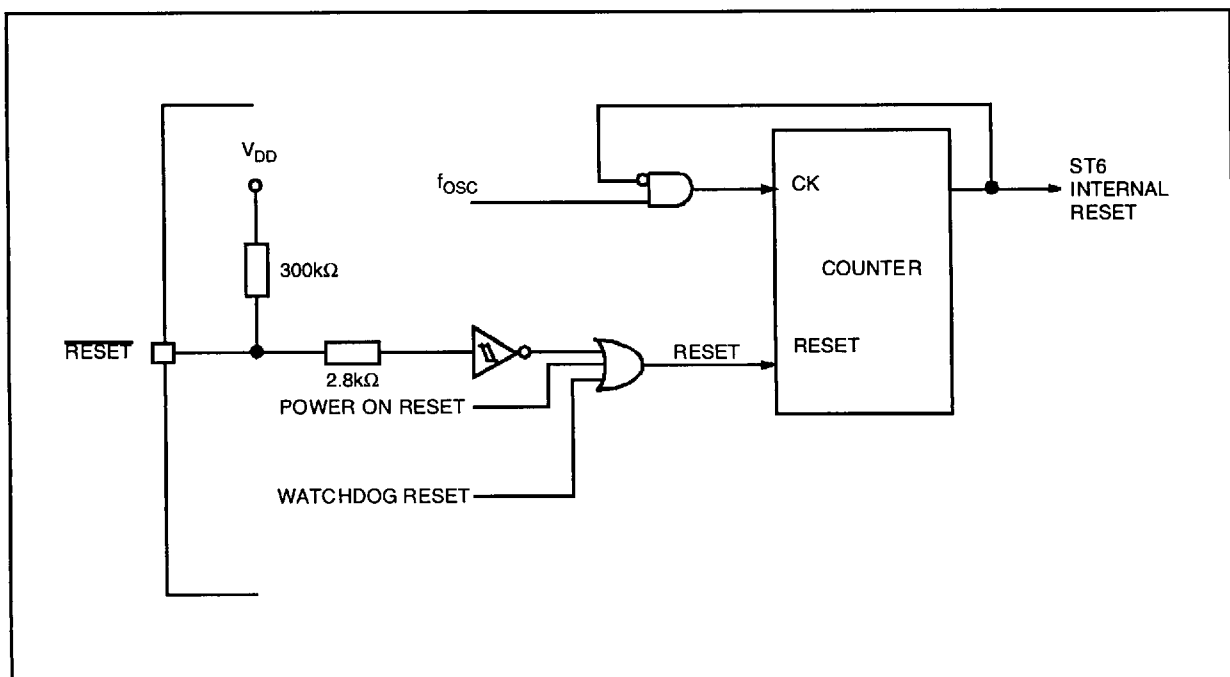 V_DD
300kΩ
RESET
2.8kΩ
POWER ON RESET
WATCHDOG RESET
f_OSC
RESET
CK
COUNTER
RESET
ST6
INTERNAL
RESET